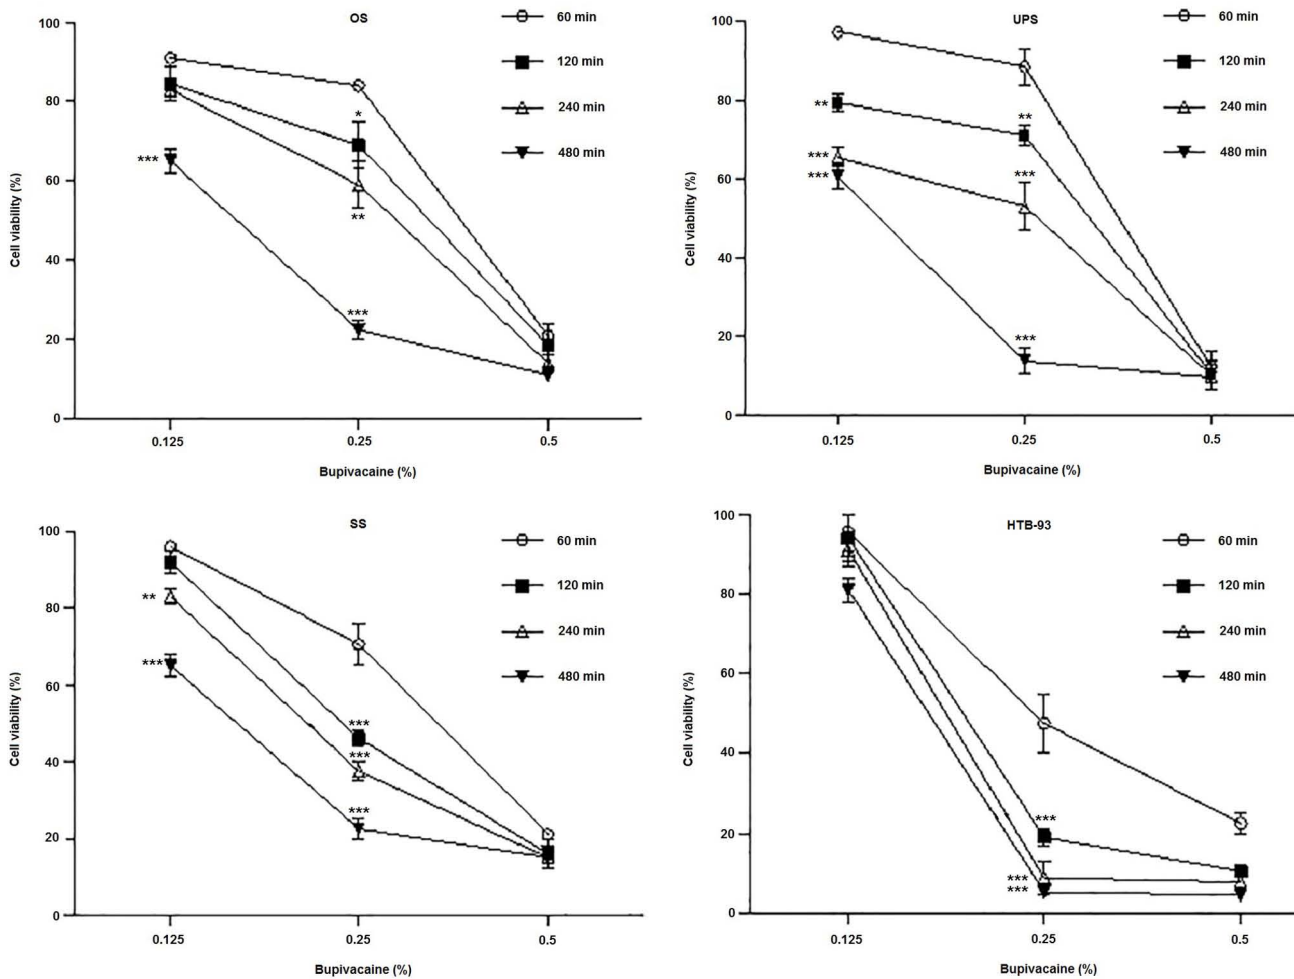 OS
100
80
60
40
20
0
Cell viability (%)
***
*
**
***
0.125
0.25
0.5
Bupivacaine (%)
60 min
120 min
240 min
480 min
UPS
100
80
60
40
20
0
Cell viability (%)
**
***
***
**
***
***
0.125
0.25
0.5
Bupivacaine (%)
60 min
120 min
240 min
480 min
SS
100
80
60
40
20
0
Cell viability (%)
**
***
***
***
***
0.125
0.25
0.5
Bupivacaine (%)
60 min
120 min
240 min
480 min
HTB-93
100
80
60
40
20
0
Cell viability (%)
***
***
***
0.125
0.25
0.5
Bupivacaine (%)
60 min
120 min
240 min
480 min